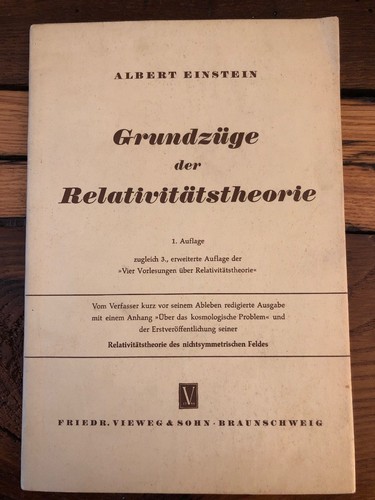 ALBERT EINSTEIN
Grundzüge
der
Relativitätstheorie
1. Auflage
zugleich 3., erweiterte Auflage der
»Vier Vorlesungen über Relativitätstheorie«
Vom Verfasser kurz vor seinem Ableben redigierte Ausgabe
mit einem Anhang »Über das kosmologische Problem« und
der Erstveröffentlichung seiner
Relativitätstheorie des nichtsymmetrischen Feldes
V
FRIEDR. VIEWEG & SOHN · BRAUNSCHWEIG